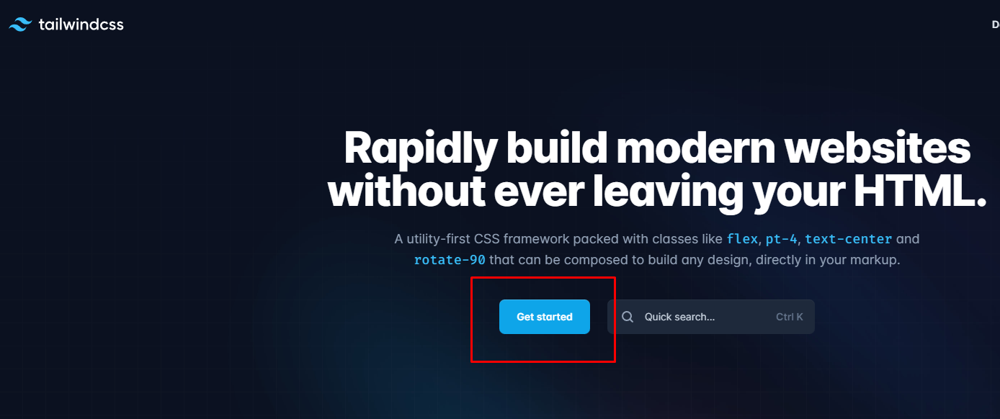 tailwindcss
Rapidly build modern websites
without ever leaving your HTML.
A utility-first CSS framework packed with classes like flex, pt-4, text-center and
rotate-90 that can be composed to build any design, directly in your markup.
Get started
Quick search...
Ctrl K